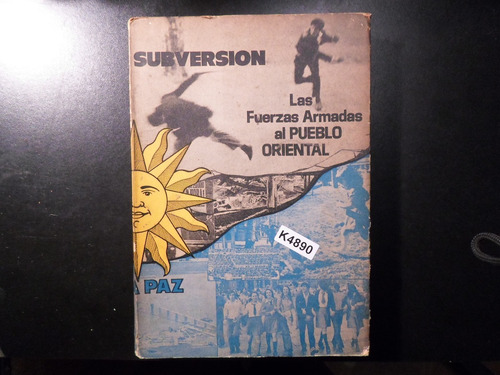 SUBVERSION
Las
Fuerzas Armadas
al PUEBLO
ORIENTAL
K4890
A PAZ